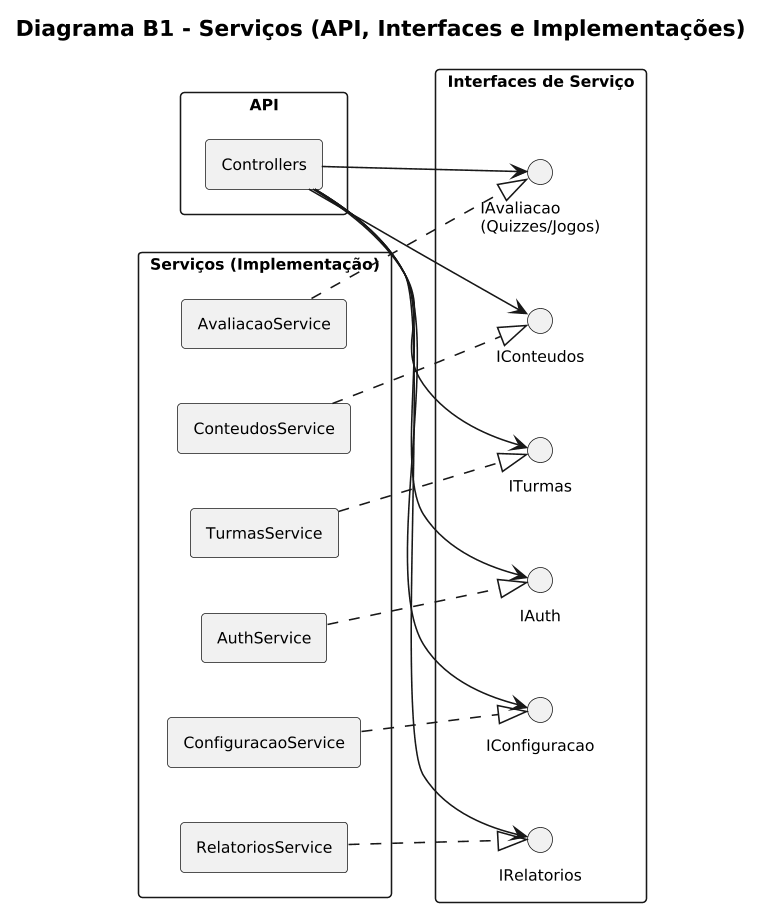 Diagrama B1 - Serviços (API, Interfaces e Implementações)
API
Controllers
Interfaces de Serviço
IAvaliacao
(Quizzes/Jogos)
IConteudos
ITurmas
IAuth
IConfiguracao
IRelatorios
Serviços (Implementação)
AvaliacaoService
ConteudosService
TurmasService
AuthService
ConfiguracaoService
RelatoriosService